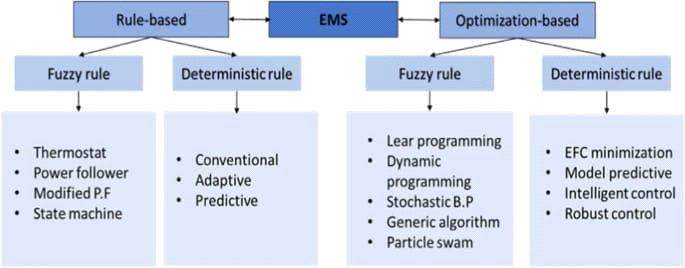 Rule-based
EMS
Optimization-based
Fuzzy rule
Deterministic rule
Fuzzy rule
Deterministic rule
• Thermostat
• Power follower
• Modified P.F
• State machine
• Conventional
• Adaptive
• Predictive
• Lear programming
• Dynamic
programming
• Stochastic B.P
• Generic algorithm
• Particle swam
• EFC minimization
• Model predictive
• Intelligent control
• Robust control